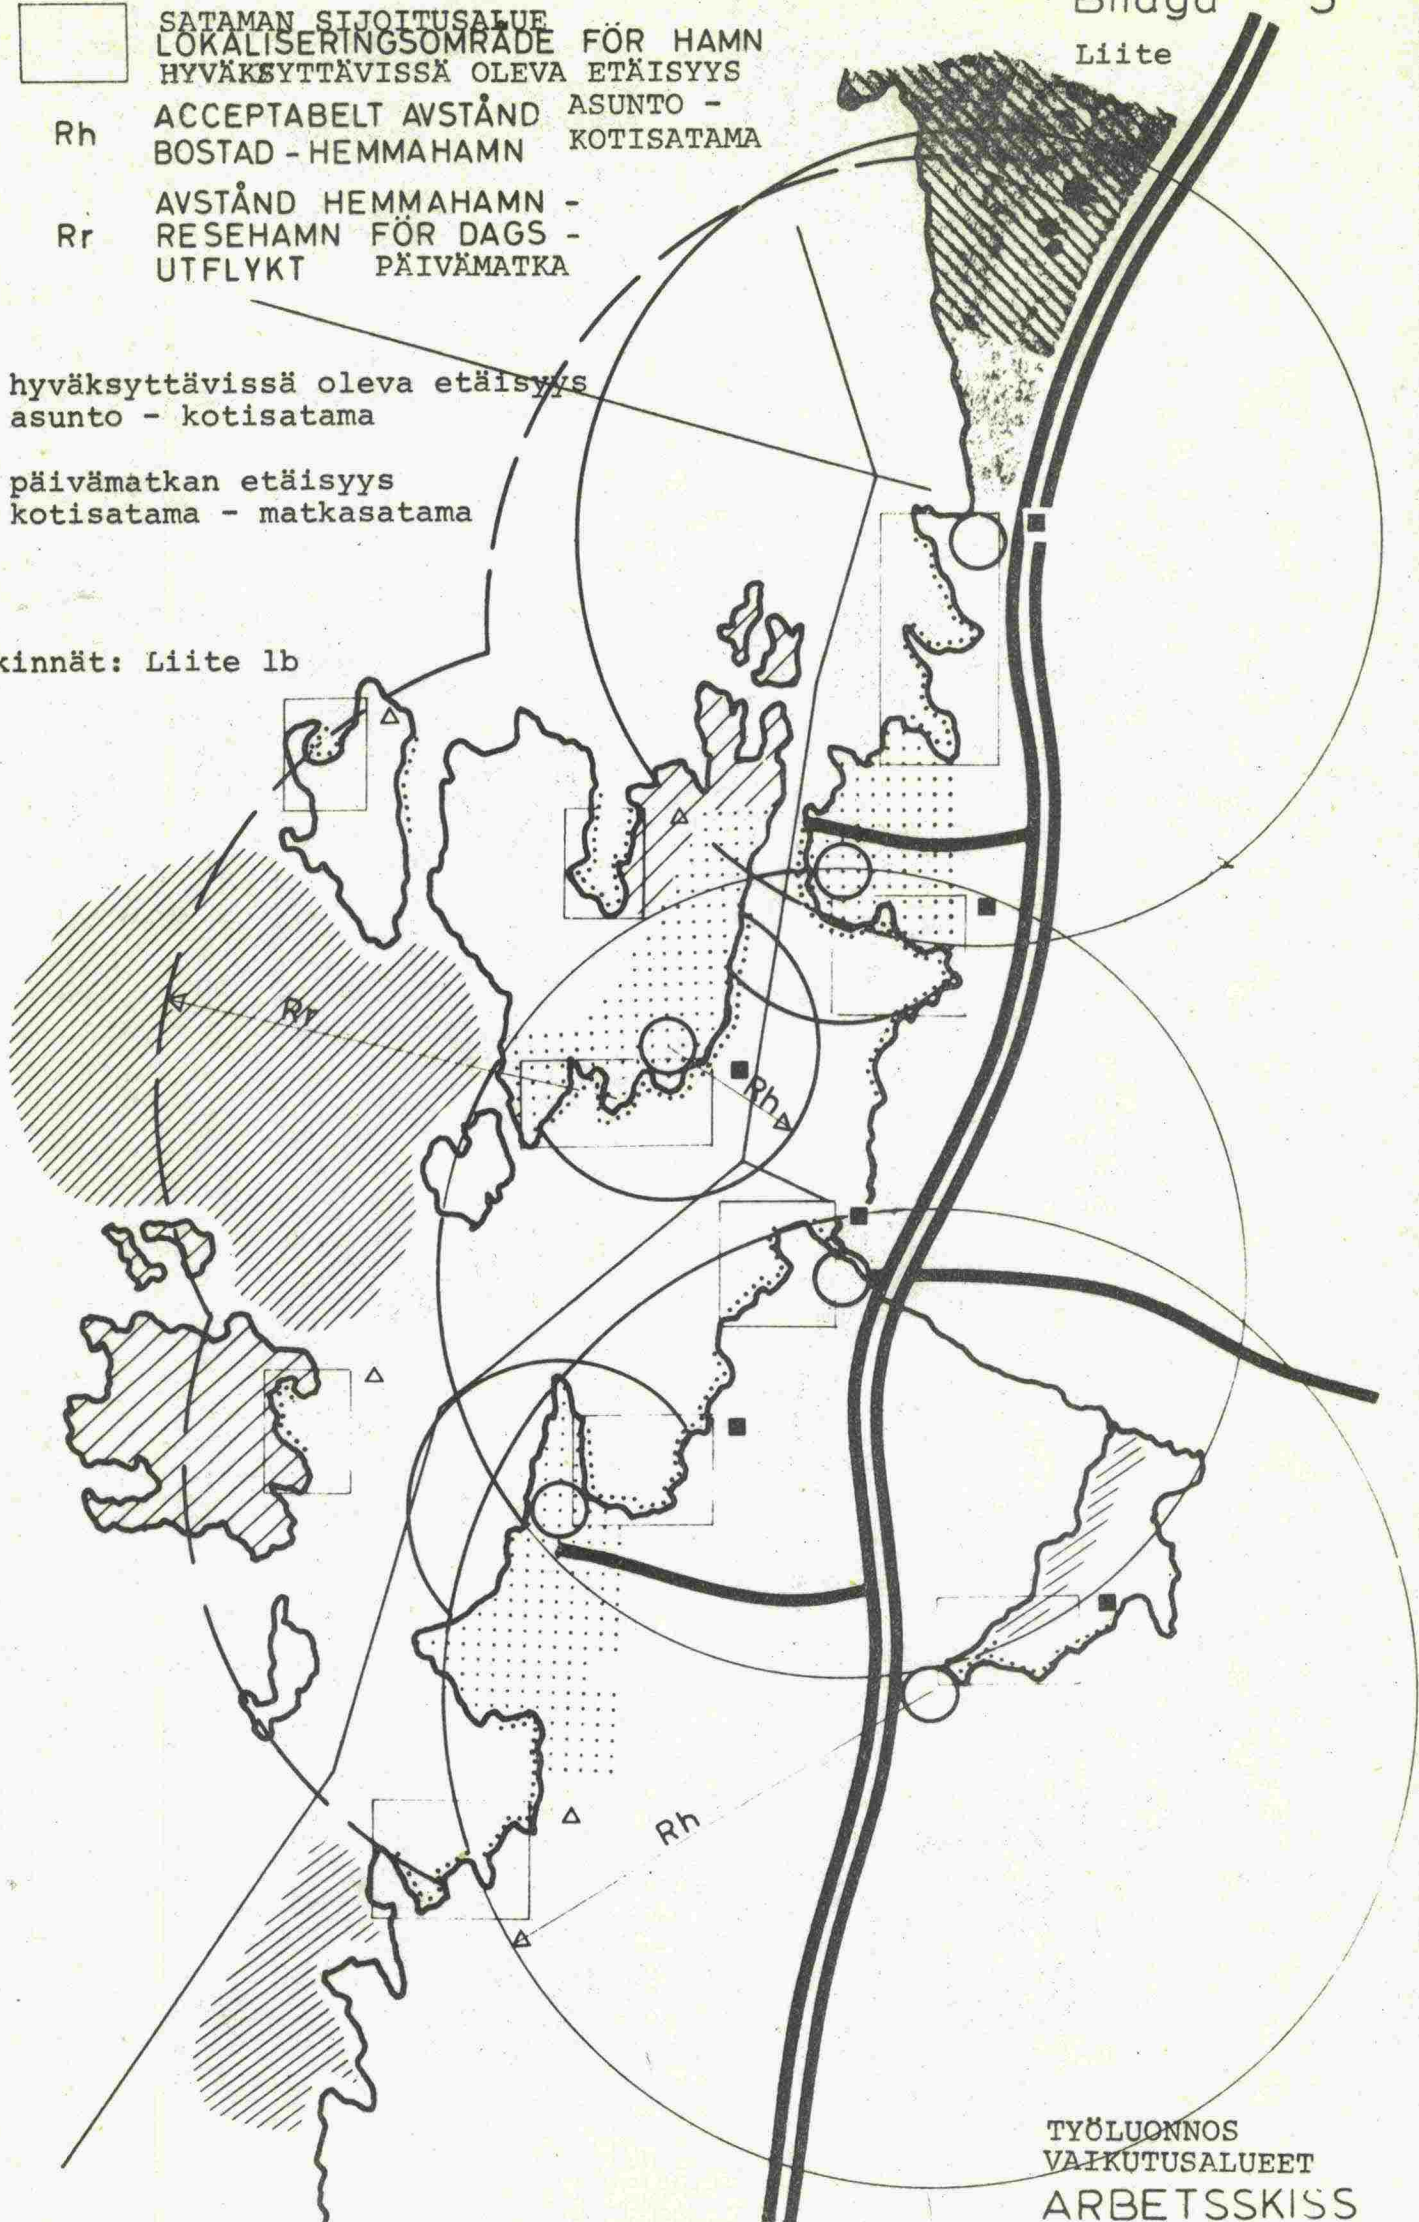 SATAMAN SIJOITUSALUE
LOKALISERINGSOMRÅDE FÖR HAMN
HYVÄKSYTTÄVISSÄ OLEVA ETÄISYYS
Rh ACCEPTABELT AVSTÅND ASUNTO -
BOSTAD - HEMMAHAMN KOTISATAMA
AVSTÅND HEMMAHAMN -
Rr RESEHAMN FÖR DAGS -
UTFLYKT PÄIVÄMATKA
Bilaga
Liite
hyväksyttävissä oleva etäisyys
asunto - kotisatama
päivämatkan etäisyys
kotisatama - matkasatama
kinnät: Liite 1b
Rr
Rh
Rh
TYÖLUONNOS
VAIKUTUSALUEET
ARBETSSKISS